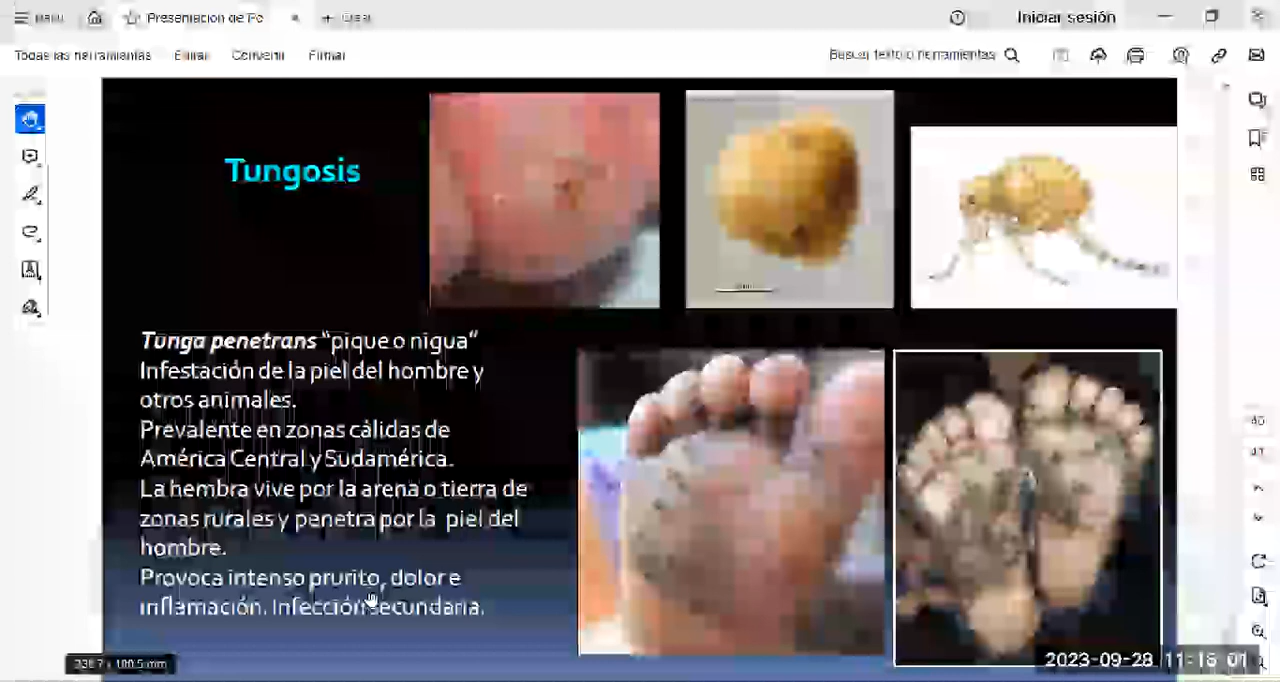 Menú
Presentacion de Po
+ Crear
Iniciar sesión
Todas las herramientas
Editar
Convertir
Firmar
Buscar texto o herramientas
Tungosis
Tunga penetrans "pique o nigua"
Infestación de la piel del hombre y
otros animales.
Prevalente en zonas cálidas de
América Central y Sudamérica.
La hembra vive por la arena o tierra de
zonas rurales y penetra por la piel del
hombre.
Provoca intenso prurito, dolor e
inflamación. Infección secundaria.
2023-09-28 11:16:01